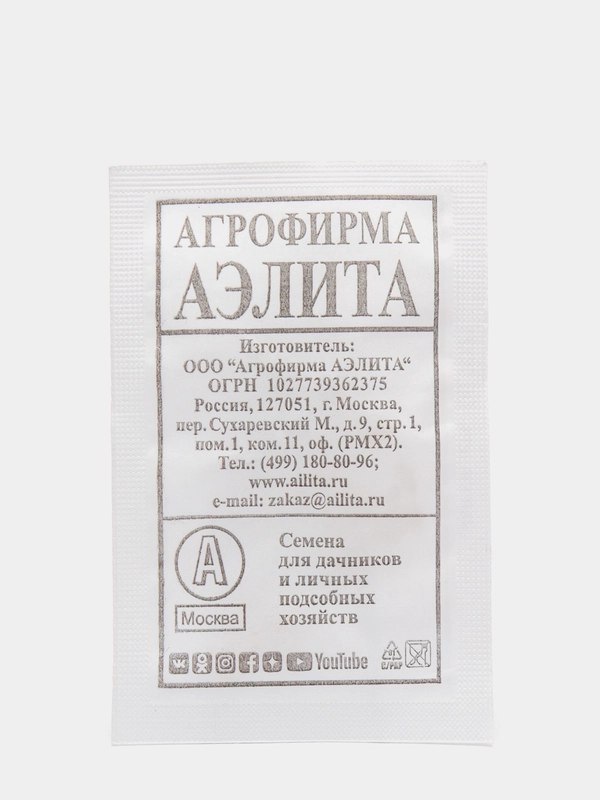 АГРОФИРМА
АЭЛИТА
Изготовитель:
ООО “Агрофирма АЭЛИТА“
ОГРН 1027739362375
Россия, 127051, г. Москва,
пер. Сухаревский М., д. 9, стр. 1,
пом. 1, ком. 11, оф. (РМХ2).
Тел.: (499) 180-80-96;
www.ailita.ru
e-mail: zakaz@ailita.ru
А
Москва
Семена
для дачников
и личных
подсобных
хозяйств
YouTube
01
C/PAP